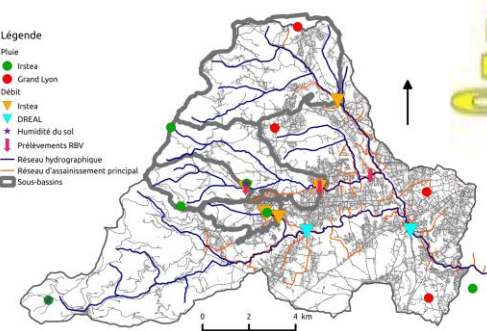 Légende
Pluie
Irstea
Grand Lyon
Débit
Irstea
DREAL
Humidité du sol
Prélèvements RBV
Réseau hydrographique
Réseau d'assainissement principal
Sous-bassins
0 2 4 km